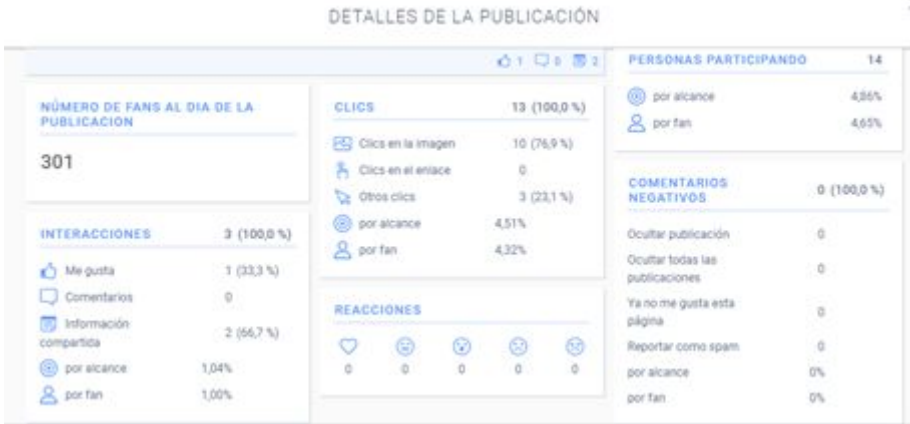 DETALLES DE LA PUBLICACIÓN
1 0 2
NÚMERO DE FANS AL DIA DE LA
PUBLICACION
301
INTERACCIONES 3 (100,0 %)
Me gusta 1 (33,3 %)
Comentarios 0
Información
compartida 2 (66,7 %)
por alcance 1,04%
por fan 1,00%
CLICS 13 (100,0 %)
Clics en la imagen 10 (76,9 %)
Clics en el enlace 0
Otros clics 3 (23,1 %)
por alcance 4,51%
por fan 4,32%
REACCIONES
0 0 0 0 0
PERSONAS PARTICIPANDO 14
por alcance 4,86%
por fan 4,65%
COMENTARIOS
NEGATIVOS 0 (100,0 %)
Ocultar publicación 0
Ocultar todas las
publicaciones 0
Ya no me gusta esta
página 0
Reportar como spam 0
por alcance 0%
por fan 0%